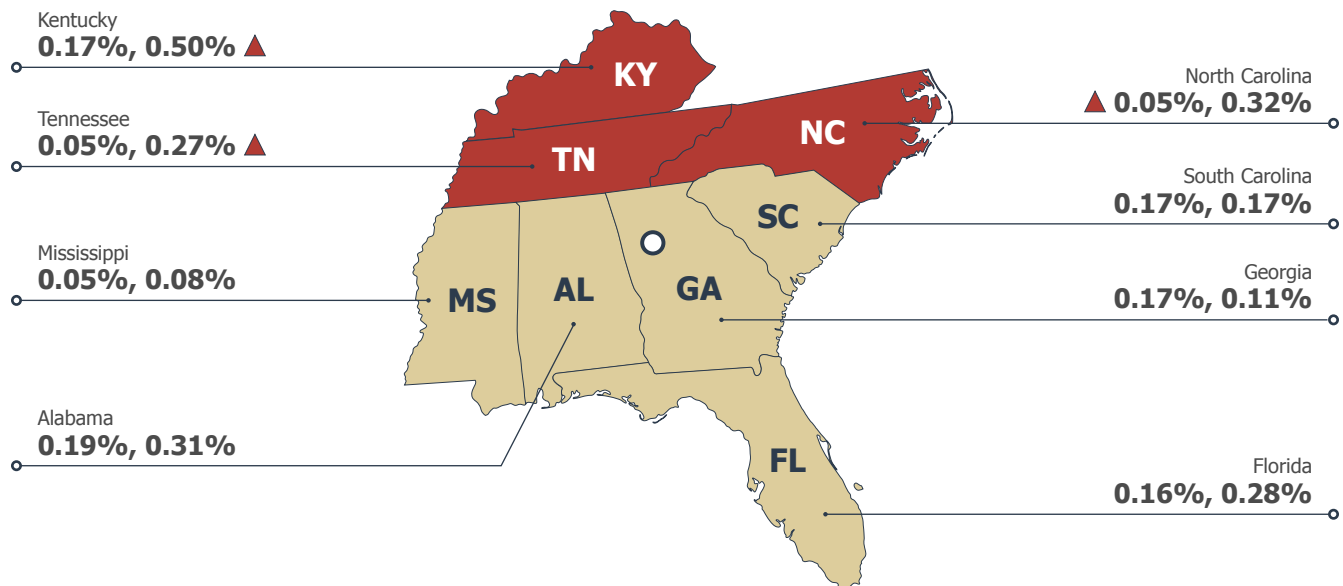 Kentucky
0.17%, 0.50%
Tennessee
0.05%, 0.27%
Mississippi
0.05%, 0.08%
Alabama
0.19%, 0.31%
KY
TN
NC
SC
MS
AL
GA
FL
North Carolina
0.05%, 0.32%
South Carolina
0.17%, 0.17%
Georgia
0.17%, 0.11%
Florida
0.16%, 0.28%